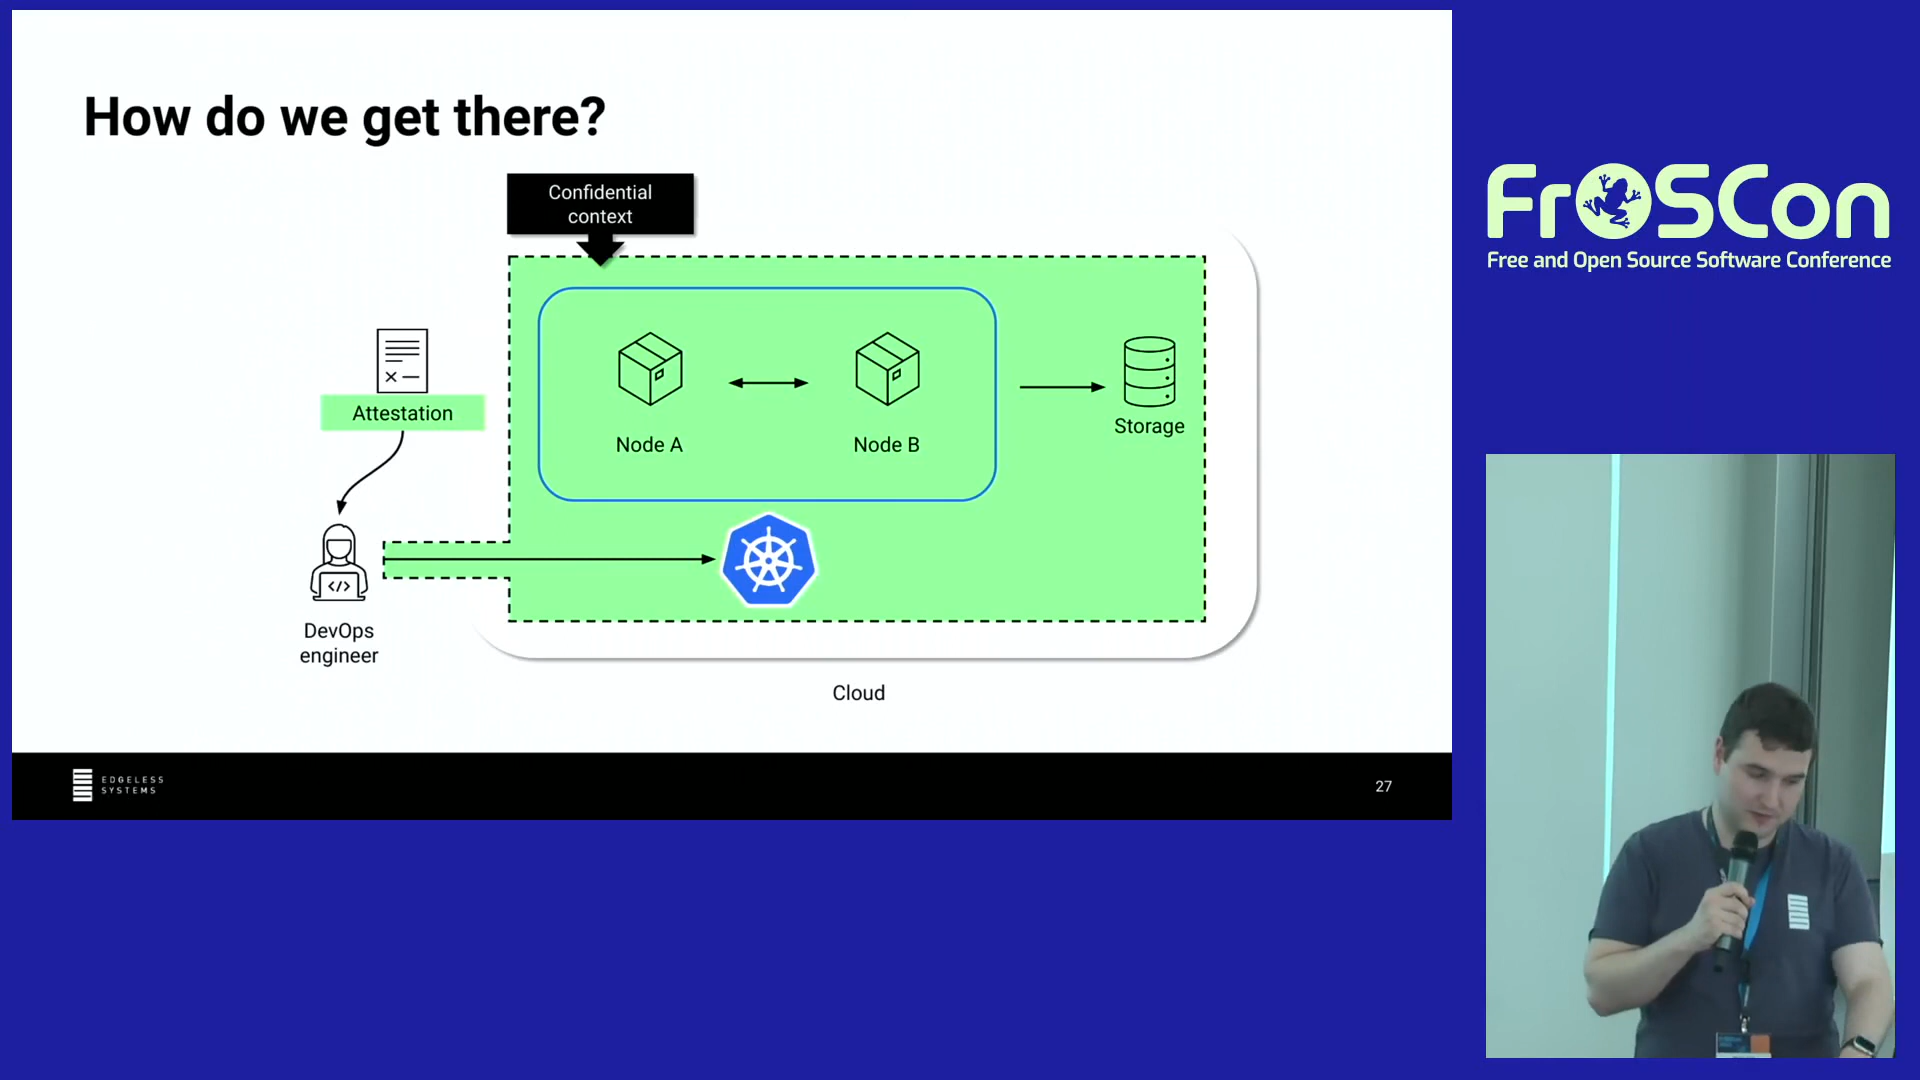 How do we get there?
Confidential
context
Attestation
Node A
Node B
Storage
DevOps
engineer
</>
Cloud
EDGELESS
SYSTEMS
27
FrOSCon
Free and Open Source Software Conference